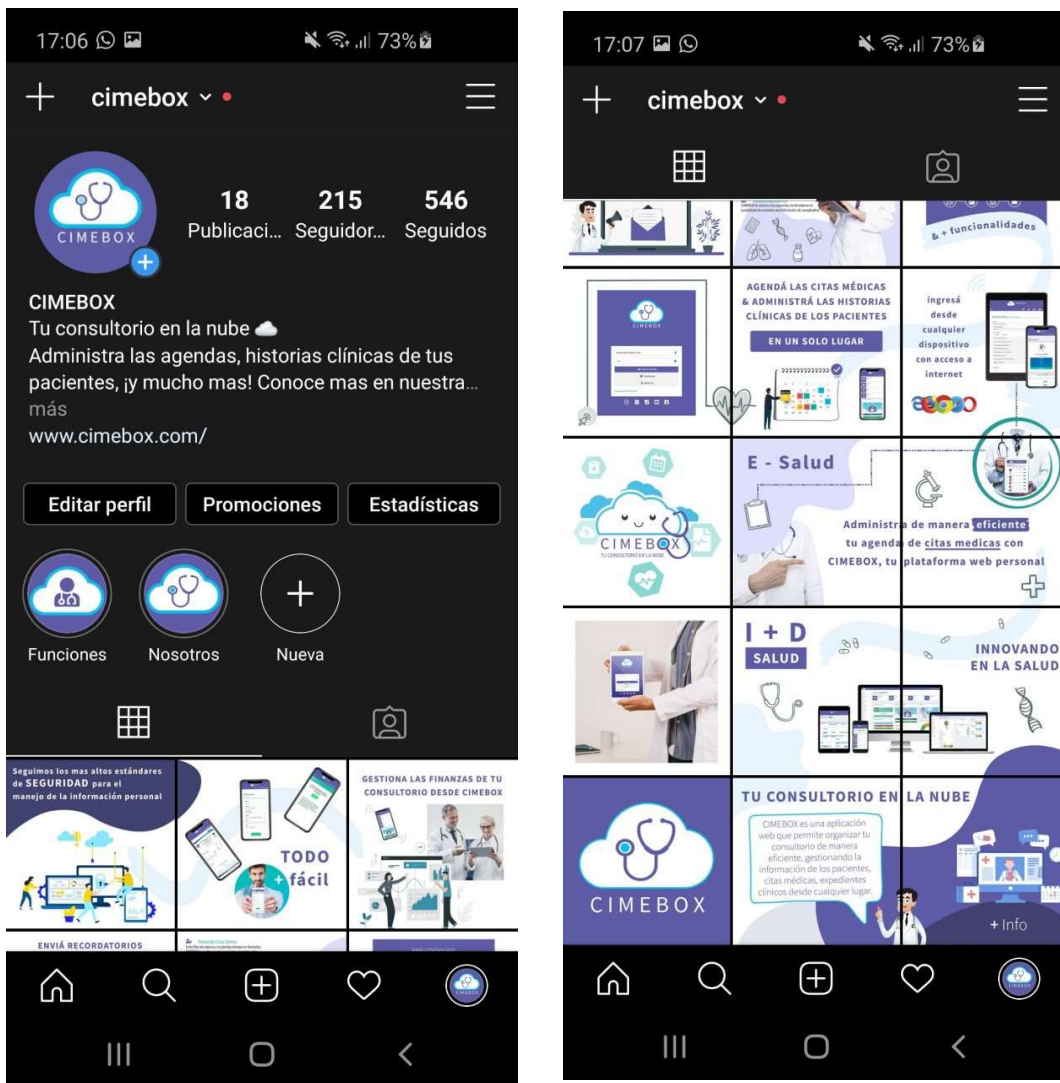 17:06
73%
cimebox
18
215
546
Publicaci...
Seguidor...
Seguidos
CIMEBOX
CIMEBOX
Tu consultorio en la nube
Administra las agendas, historias clínicas de tus
pacientes, ¡y mucho mas! Conoce mas en nuestra...
más
www.cimebox.com/
Editar perfil
Promociones
Estadísticas
Funciones
Nosotros
Nueva
Seguimos los mas altos estándares
de SEGURIDAD para el
manejo de la información personal
TODO
+ fácil
GESTIONA LAS FINANZAS DE TU
CONSULTORIO DESDE CIMEBOX
ENVIÁ RECORDATORIOS
17:07
73%
cimebox
& + funcionalidades
CIMEBOX
AGENDÁ LAS CITAS MÉDICAS
& ADMINISTRÁ LAS HISTORIAS
CLÍNICAS DE LOS PACIENTES
EN UN SOLO LUGAR
ingresá
desde
cualquier
dispositivo
con acceso a
internet
CIMEBOX
TU CONSULTORIO EN LA NUBE
E - Salud
Administra de manera eficiente
tu agenda de citas medicas con
CIMEBOX, tu plataforma web personal
I + D
SALUD
INNOVANDO
EN LA SALUD
CIMEBOX
TU CONSULTORIO EN LA NUBE
CIMEBOX es una aplicación
web que permite organizar tu
consultorio de manera
eficiente, gestionando la
información de los pacientes,
citas médicas, expedientes
clínicos desde cualquier lugar.
+ Info